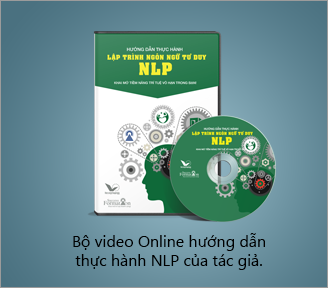 HƯỚNG DẪN THỰC HÀNH
LẬP TRÌNH NGÔN NGỮ TƯ DUY
NLP
KHAI MỞ TIỀM NĂNG TRÍ TUỆ VÔ HẠN TRONG BẠN!
HƯỚNG DẪN THỰC HÀNH
LẬP TRÌNH NGÔN NGỮ TƯ DUY
NLP
Bộ video Online hướng dẫn
thực hành NLP của tác giả.